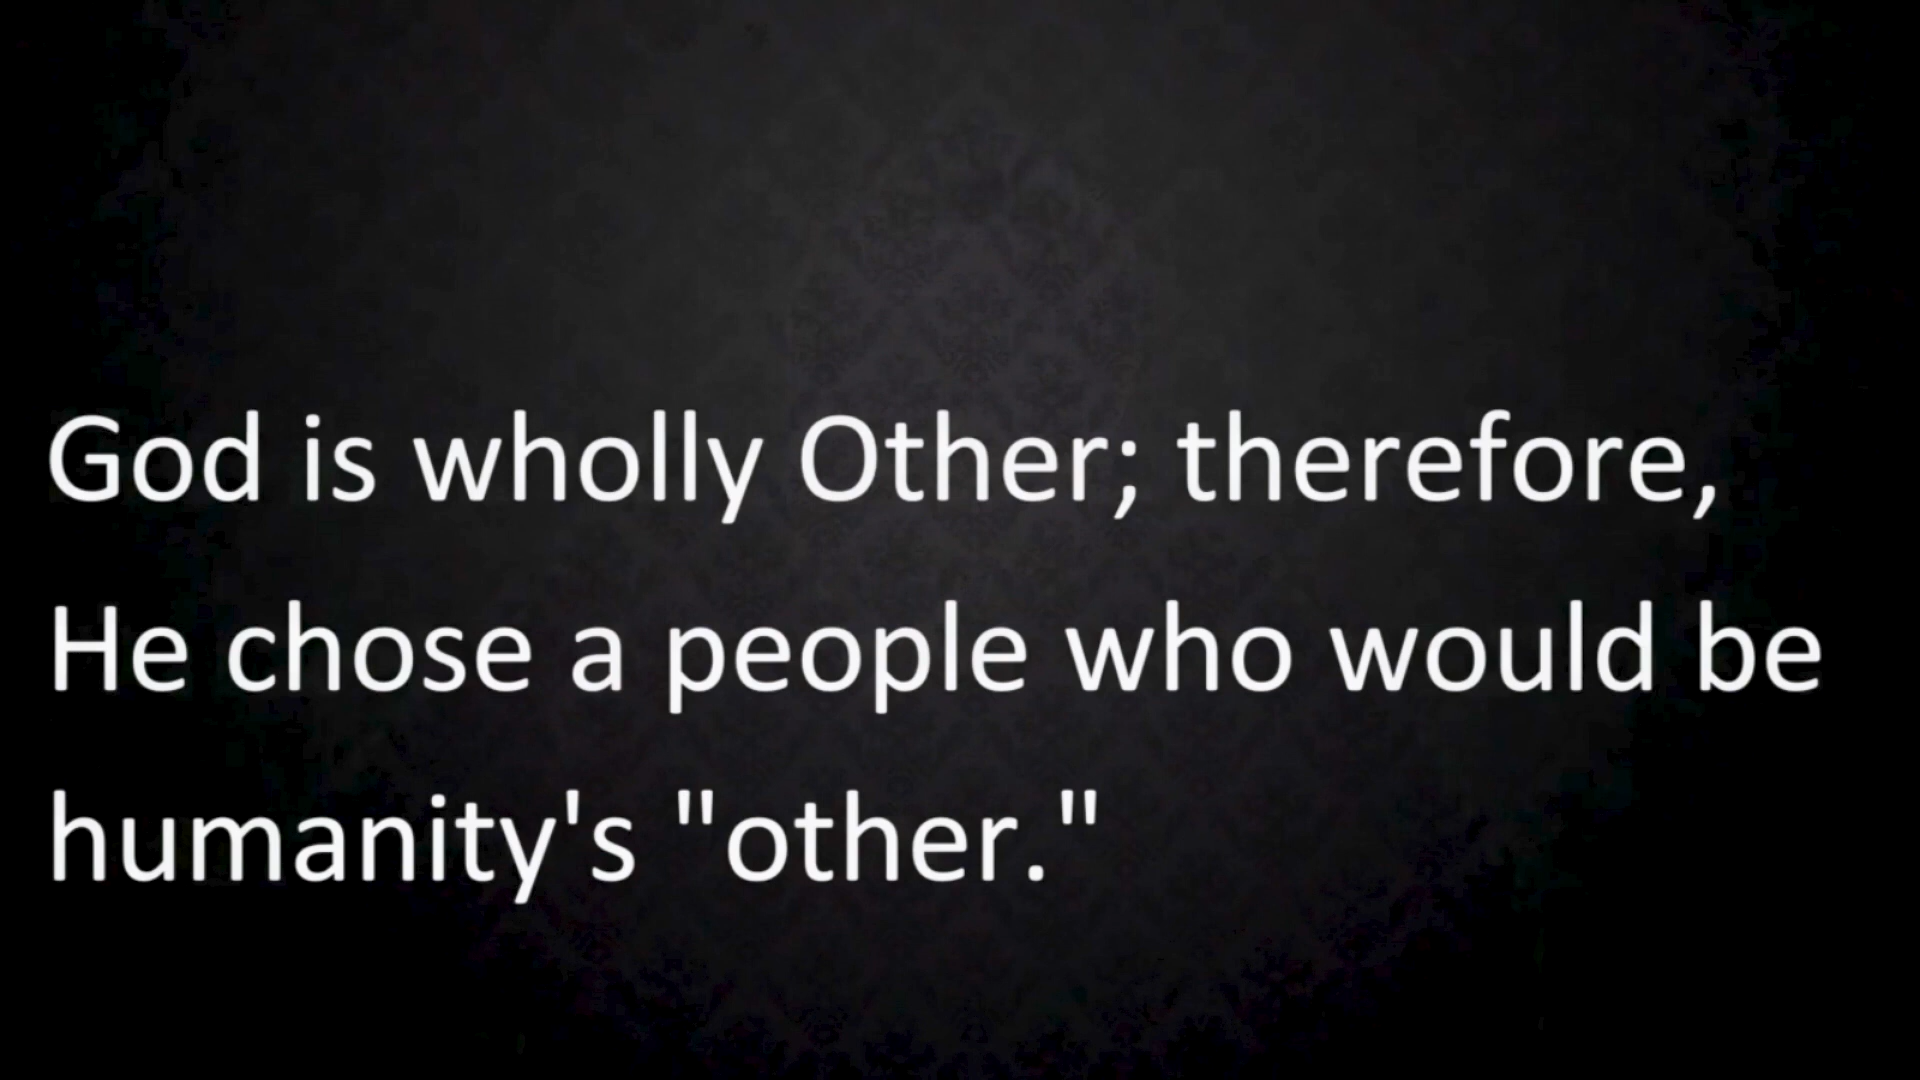 God is wholly Other; therefore,
He chose a people who would be
humanity's "other."